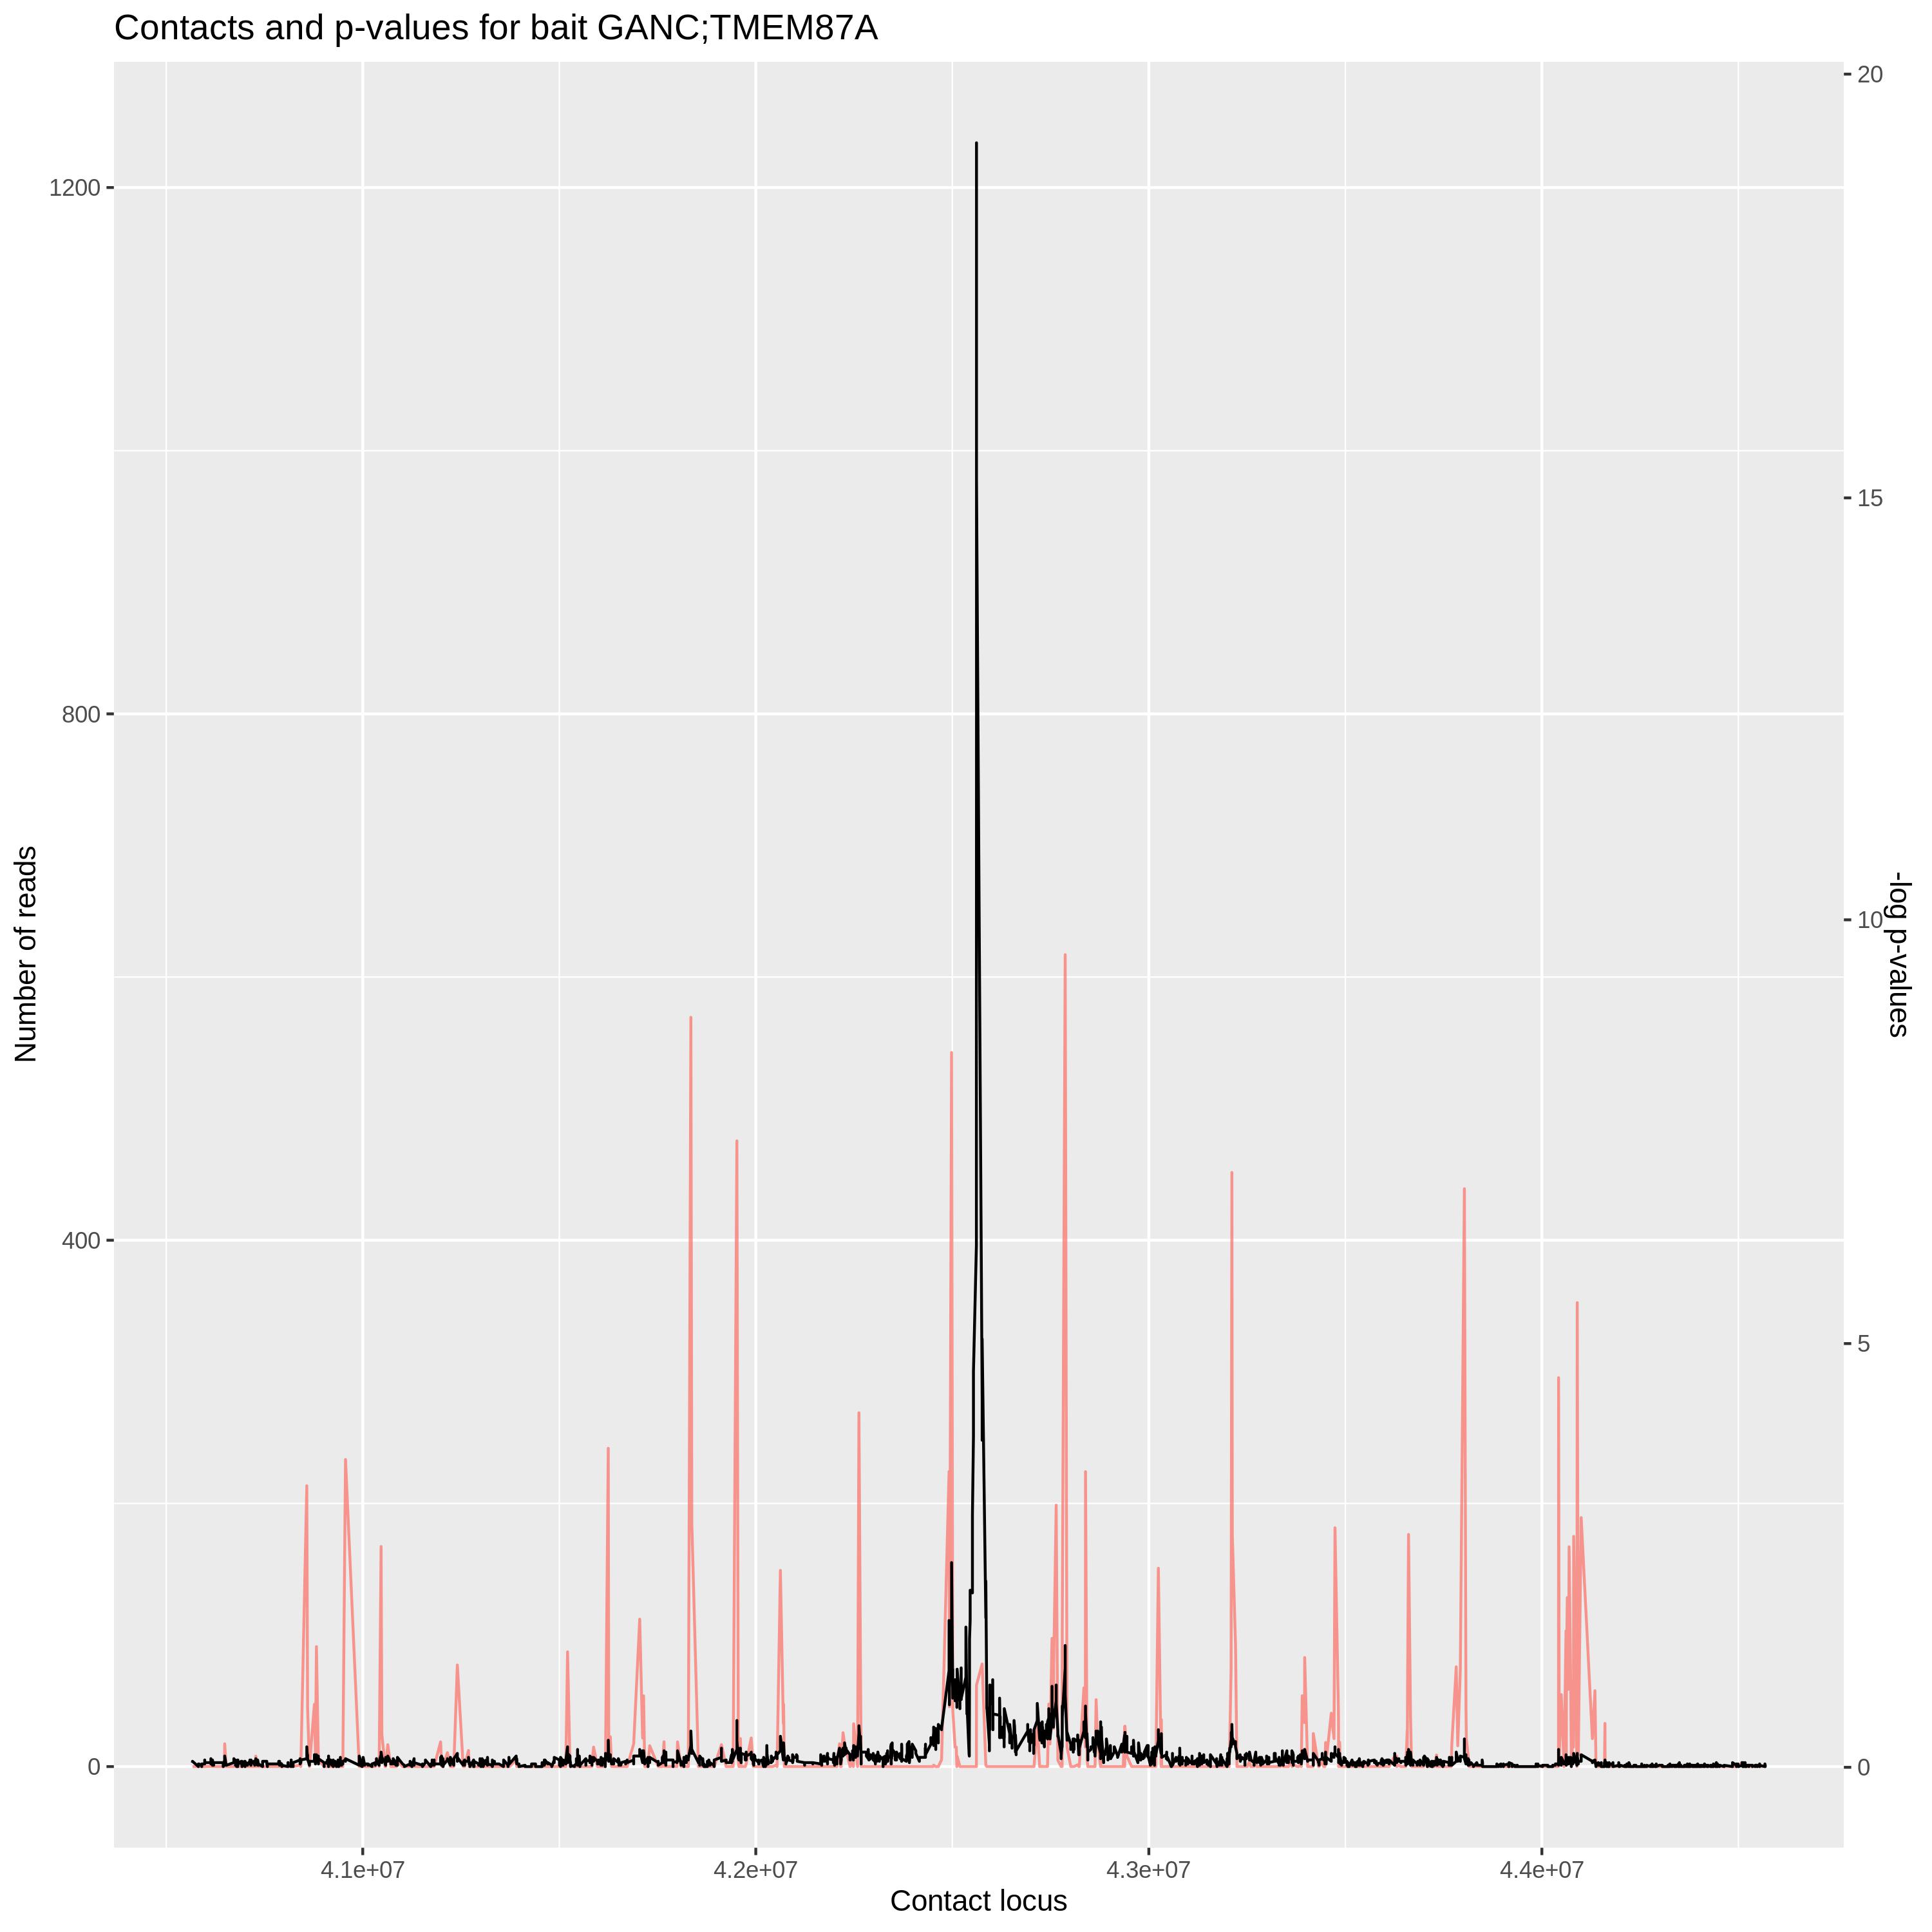 Contacts and p-values for bait GANC;TMEM87A
Number of reads
1200
800
400
0
20
15
10
5
0
-log p-values
4.1e+07
4.2e+07
4.3e+07
4.4e+07
Contact locus